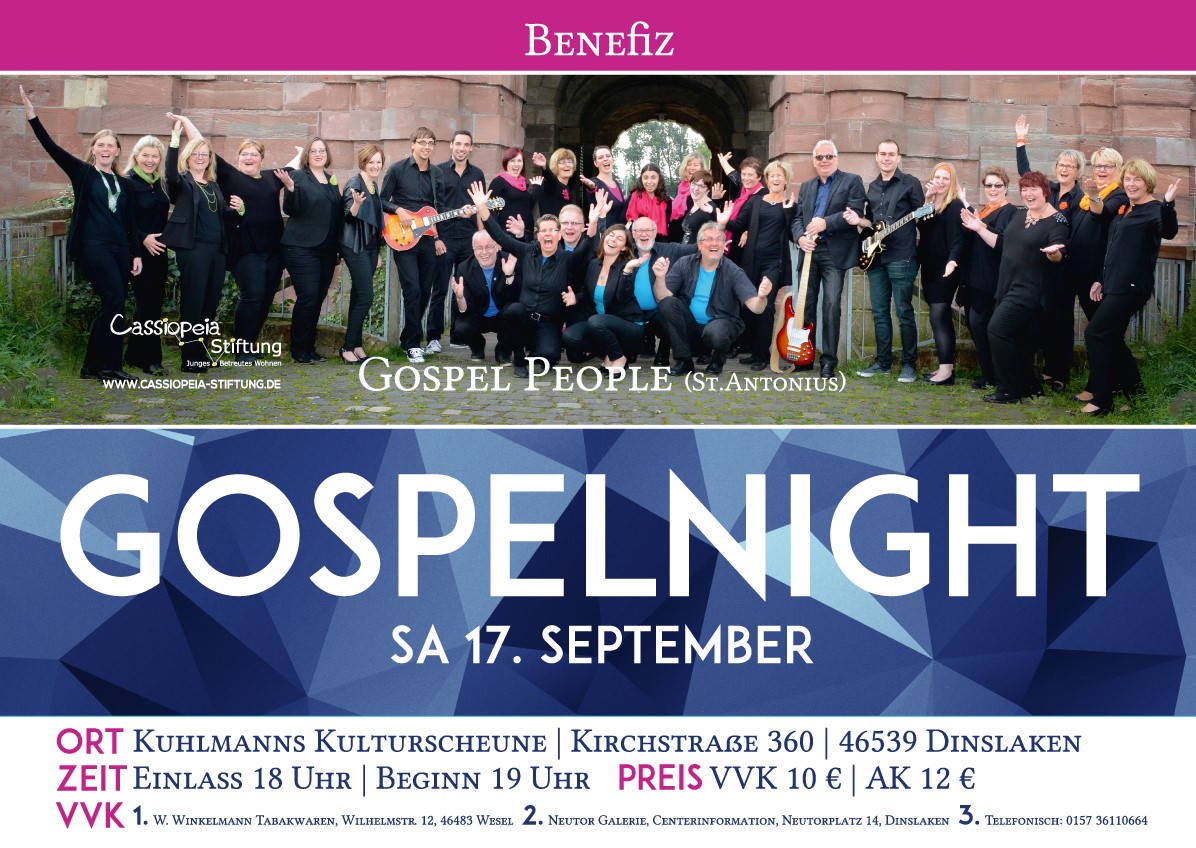 Benefiz
Cassiopeia
Stiftung
Junges Betreutes Wohnen
www.cassiopeia-stiftung.de
Gospel People (St.Antonius)
GOSPELNIGHT
SA 17. SEPTEMBER
ORT Kuhlmanns Kulturscheune | Kirchstraße 360 | 46539 Dinslaken
ZEIT Einlass 18 Uhr | Beginn 19 Uhr PREIS VVK 10 € | AK 12 €
VVK 1. W. Winkelmann Tabakwaren, Wilhelmstr. 12, 46483 Wesel 2. Neutor Galerie, Centerinformation, Neutorplatz 14, Dinslaken 3. Telefonisch: 0157 36110664